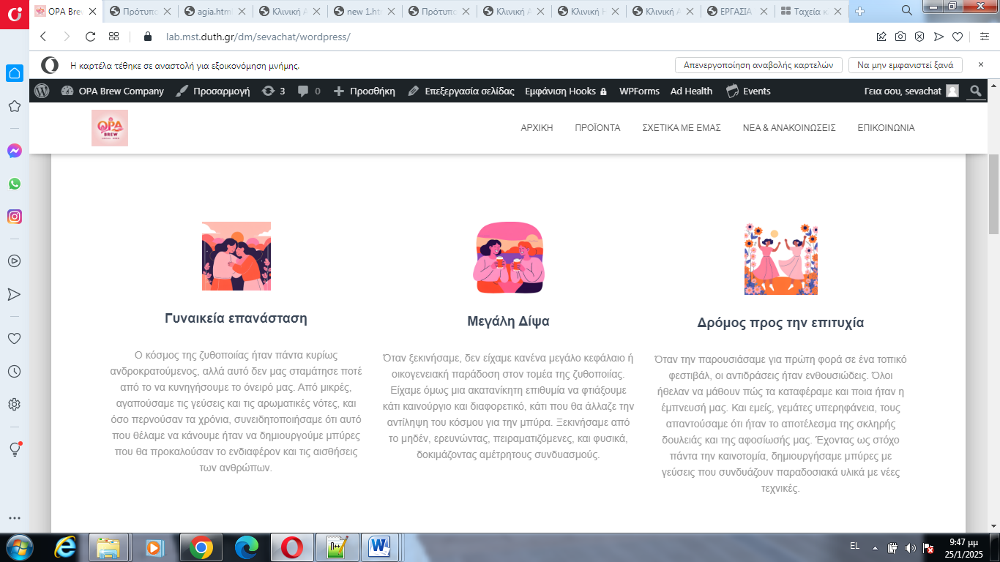 OPA Brew
Πρότυπο
agia.html
Κλινική Α
new 1.htm
Πρότυπο
Κλινική Α
Κλινική Η
Κλινική Α
ΕΡΓΑΣΙΑ
Ταχεία κ
lab.mst.duth.gr/dm/sevachat/wordpress/
Η καρτέλα τέθηκε σε αναστολή για εξοικονόμηση μνήμης.
Απενεργοποίηση αναβολής καρτελών
Να μην εμφανιστεί ξανά
OPA Brew Company Προσαρμογή 3 0 Προσθήκη Επεξεργασία σελίδας Εμφάνιση Hooks WPForms Ad Health Events Γεια σου, sevachat
OPA
BREW
ΑΡΧΙΚΗ ΠΡΟΪΟΝΤΑ ΣΧΕΤΙΚΑ ΜΕ ΕΜΑΣ ΝΕΑ & ΑΝΑΚΟΙΝΩΣΕΙΣ ΕΠΙΚΟΙΝΩΝΙΑ
Γυναικεία επανάσταση
Ο κόσμος της ζυθοποιίας ήταν πάντα κυρίως
ανδροκρατούμενος, αλλά αυτό δεν μας σταμάτησε ποτέ
από το να κυνηγήσουμε το όνειρό μας. Από μικρές,
αγαπούσαμε τις γεύσεις και τις αρωματικές νότες, και
όσο περνούσαν τα χρόνια, συνειδητοποιήσαμε ότι αυτό
που θέλαμε να κάνουμε ήταν να δημιουργούμε μπύρες
που θα προκαλούσαν το ενδιαφέρον και τις αισθήσεις
των ανθρώπων.
Μεγάλη Δίψα
Όταν ξεκινήσαμε, δεν είχαμε κανένα μεγάλο κεφάλαιο ή
οικογενειακή παράδοση στον τομέα της ζυθοποιίας.
Είχαμε όμως μια ακατανίκητη επιθυμία να φτιάξουμε
κάτι καινούργιο και διαφορετικό, κάτι που θα άλλαζε την
αντίληψη του κόσμου για την μπύρα. Ξεκινήσαμε από
το μηδέν, ερευνώντας, πειραματιζόμενες, και φυσικά,
δοκιμάζοντας αμέτρητους συνδυασμούς.
Δρόμος προς την επιτυχία
Όταν την παρουσιάσαμε για πρώτη φορά σε ένα τοπικό
φεστιβάλ, οι αντιδράσεις ήταν ενθουσιώδεις. Όλοι
ήθελαν να μάθουν πώς τα καταφέραμε και ποια ήταν η
έμπνευσή μας. Και εμείς, γεμάτες υπερηφάνεια, τους
απαντούσαμε ότι ήταν το αποτέλεσμα της σκληρής
δουλειάς και της αφοσίωσής μας. Έχοντας ως στόχο
πάντα την καινοτομία, δημιουργήσαμε μπύρες με
γεύσεις που συνδυάζουν παραδοσιακά υλικά με νέες
τεχνικές.
EL
9:47 μμ
25/1/2025